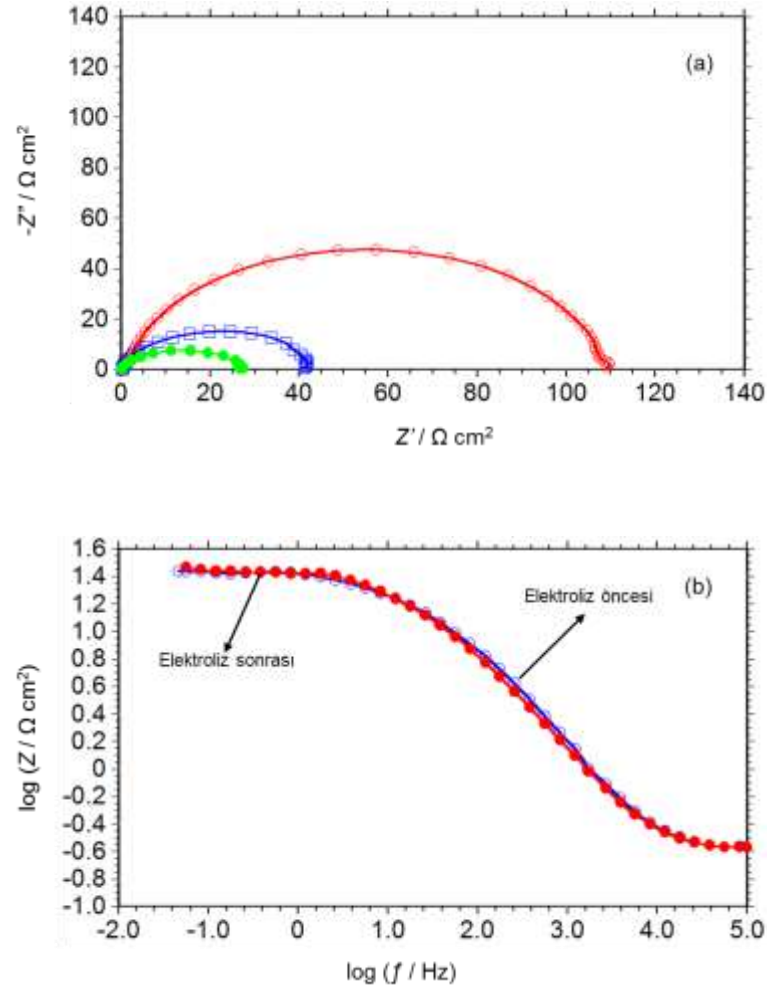 140
120
100
80
60
40
20
0
-Z" / Ω cm²
(a)
0 20 40 60 80 100 120 140
Z' / Ω cm²
1.6
1.4
1.2
1.0
0.8
0.6
0.4
0.2
0
-0.2
-0.4
-0.6
-0.8
-1.0
log (Z / Ω cm²)
(b)
Elektroliz öncesi
Elektroliz sonrası
-2.0 -1.0 0 1.0 2.0 3.0 4.0 5.0
log (f / Hz)